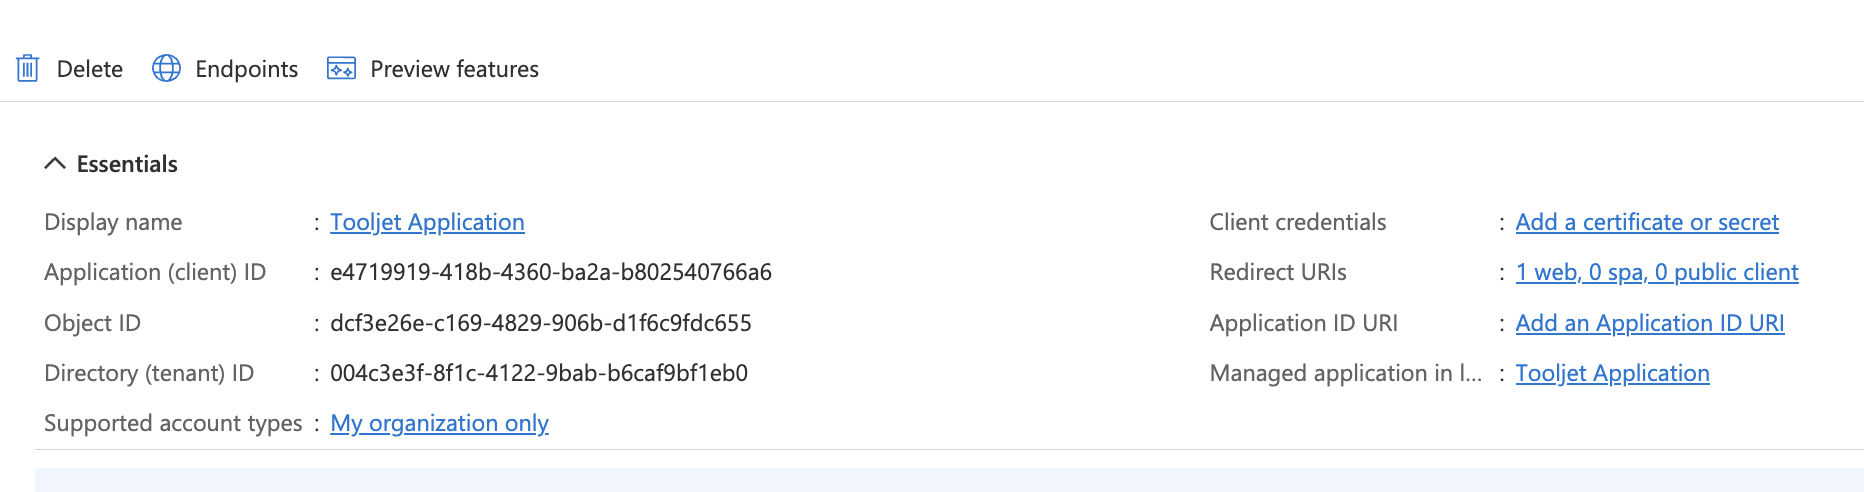 Delete Endpoints Preview features
Essentials
Display name : Tooljet Application
Application (client) ID : e4719919-418b-4360-ba2a-b802540766a6
Object ID : dcf3e26e-c169-4829-906b-d1f6c9fdc655
Directory (tenant) ID : 004c3e3f-8f1c-4122-9bab-b6caf9bf1eb0
Supported account types : My organization only
Client credentials : Add a certificate or secret
Redirect URIs : 1 web, 0 spa, 0 public client
Application ID URI : Add an Application ID URI
Managed application in l... : Tooljet Application